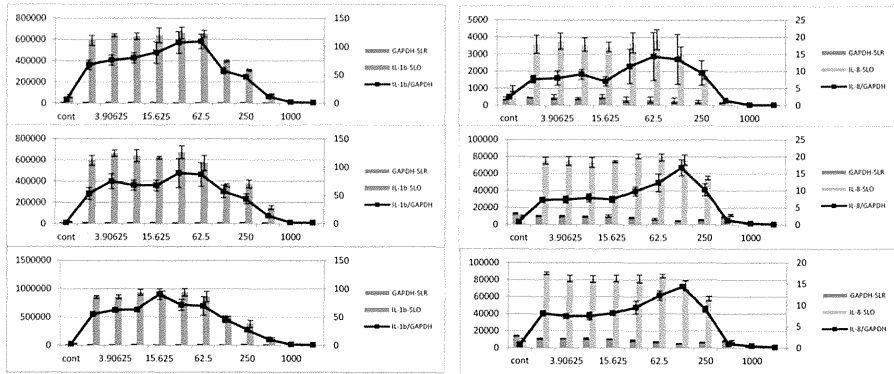 800000 150
600000 100
400000
200000 50
0 0
cont 3.90625 15.625 62.5 250 1000
GAPDH-SLR
IL-1b-SLO
IL-1b/GAPDH
5000 25
4000 20
3000 15
2000 10
1000 5
0 0
cont 3.90625 15.625 62.5 250 1000
GAPDH-SLR
IL-8-SLO
IL-8/GAPDH
800000 150
600000 100
400000
200000 50
0 0
cont 3.90625 15.625 62.5 250 1000
GAPDH-SLR
IL-1b-SLO
IL-1b/GAPDH
100000 25
80000 20
60000 15
40000 10
20000 5
0 0
cont 3.90625 15.625 62.5 250 1000
GAPDH-SLR
IL-8-SLO
IL-8/GAPDH
1500000 150
1000000 100
500000 50
0 0
cont 3.90625 15.625 62.5 250 1000
GAPDH-SLR
IL-1b-SLO
IL-1b/GAPDH
100000 20
80000 15
60000
40000 10
20000 5
0 0
cont 3.90625 15.625 62.5 250 1000
GAPDH-SLR
IL-8-SLO
IL-8/GAPDH